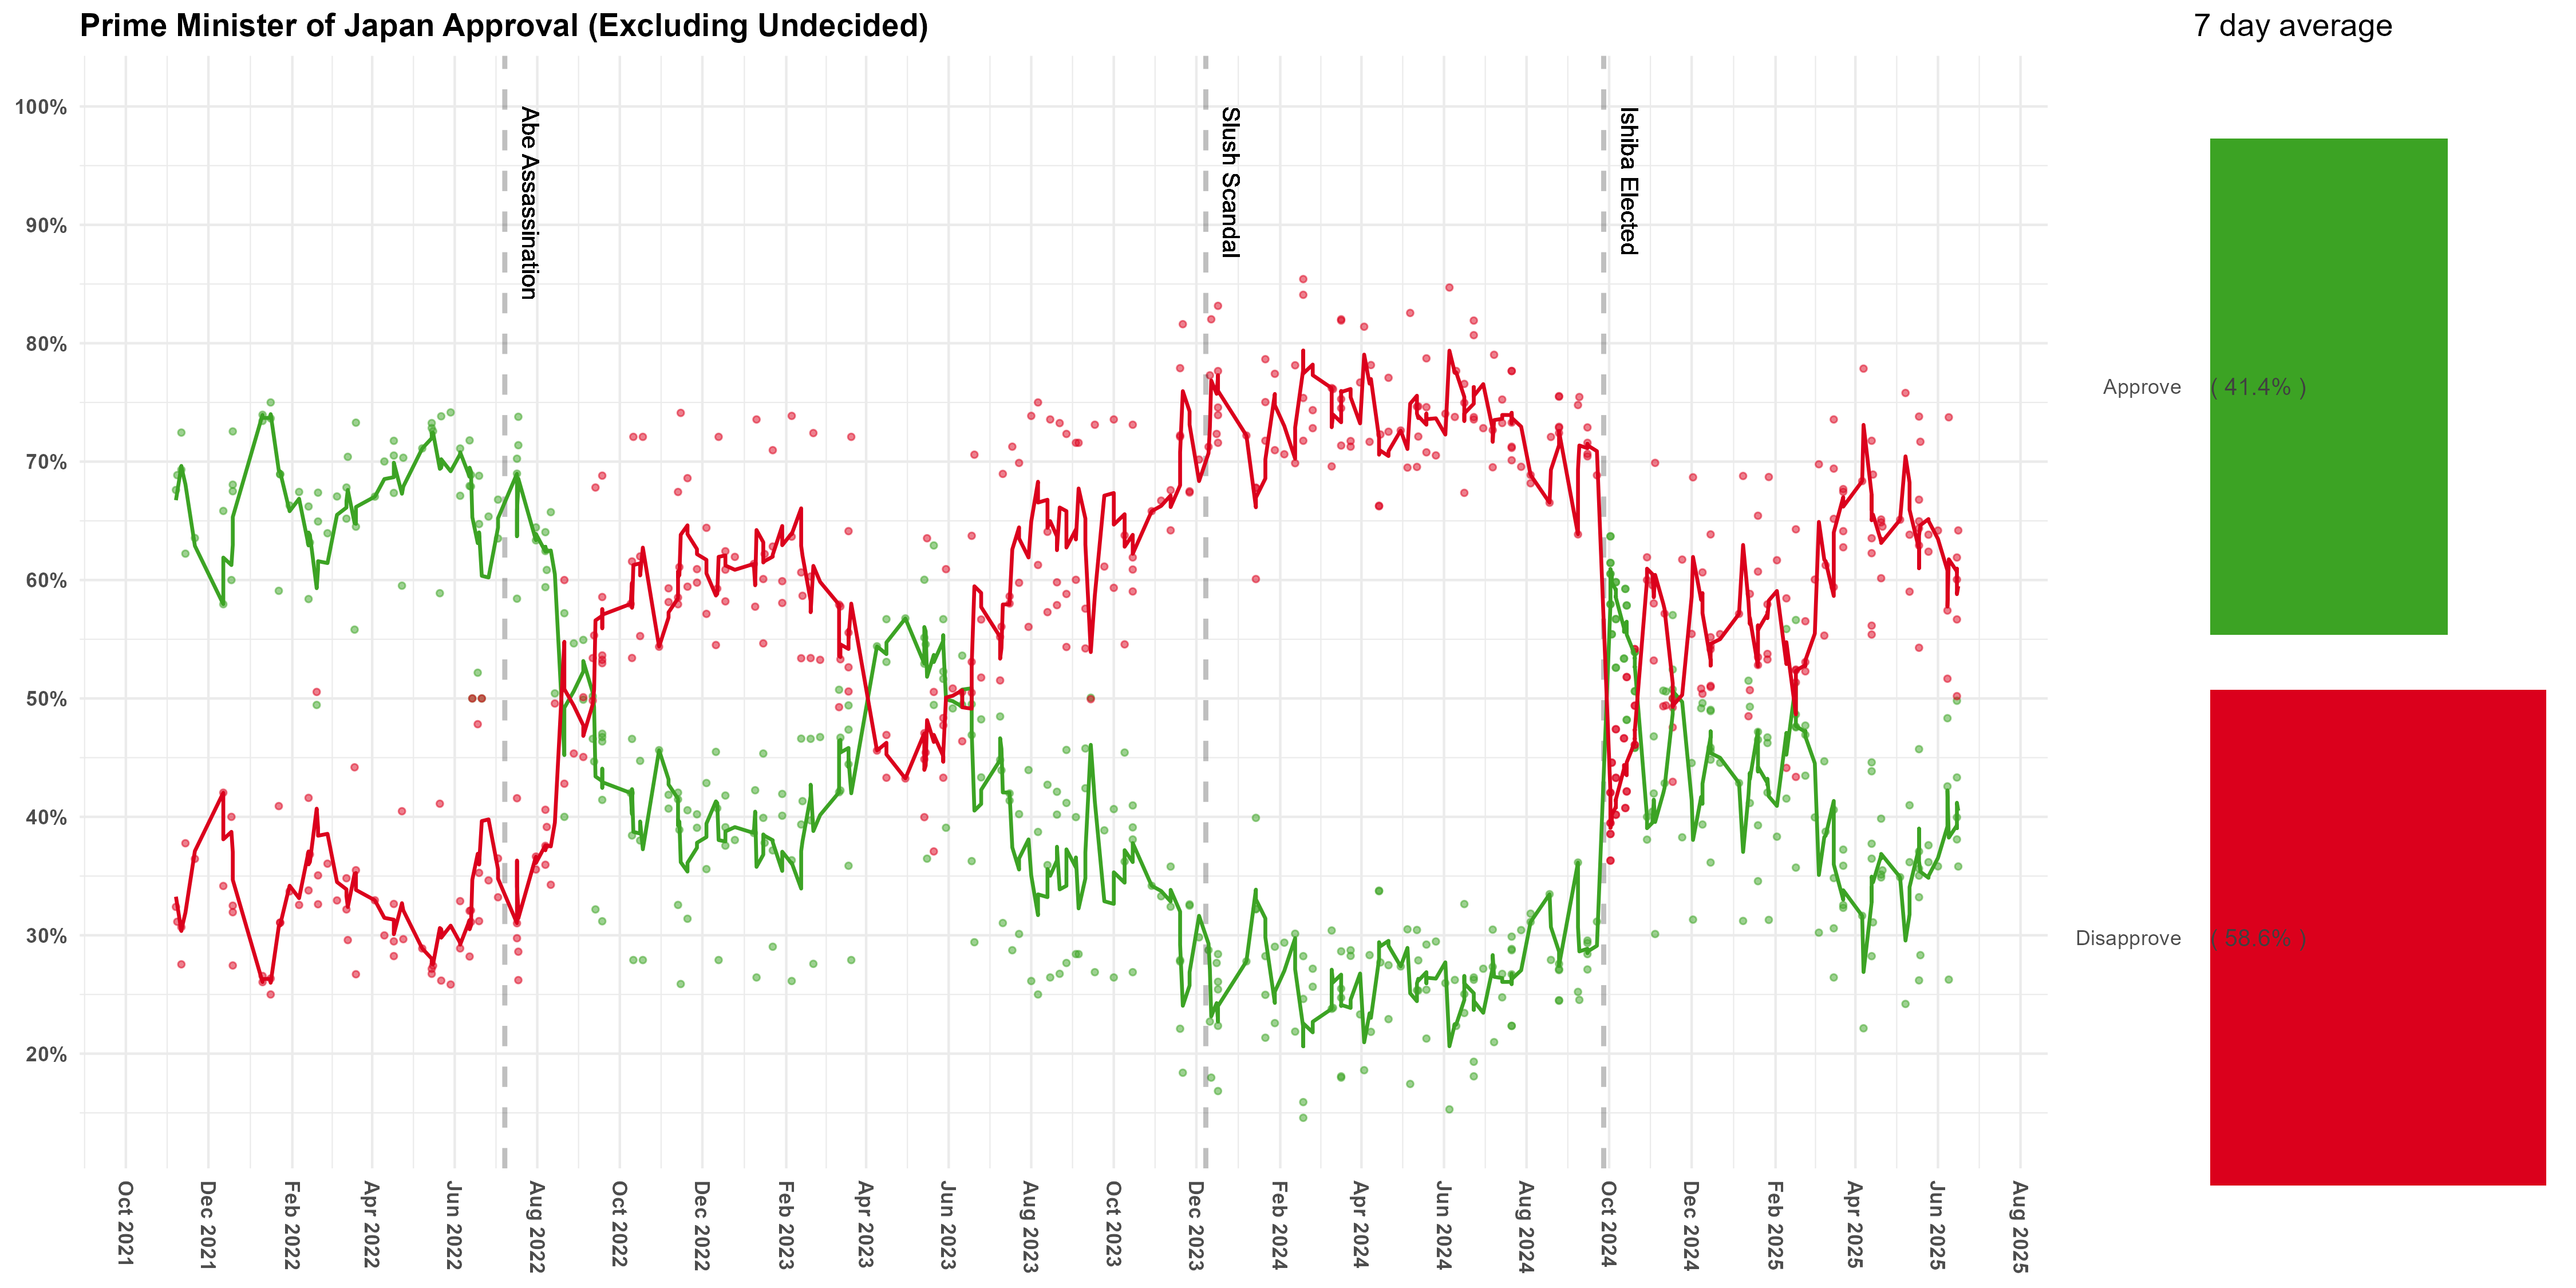 Prime Minister of Japan Approval (Excluding Undecided)
7 day average
100%
90%
80%
70%
60%
50%
40%
30%
20%
Abe Assassination
Slush Scandal
Ishiba Elected
Oct 2021
Dec 2021
Feb 2022
Apr 2022
Jun 2022
Aug 2022
Oct 2022
Dec 2022
Feb 2023
Apr 2023
Jun 2023
Aug 2023
Oct 2023
Dec 2023
Feb 2024
Apr 2024
Jun 2024
Aug 2024
Oct 2024
Dec 2024
Feb 2025
Apr 2025
Jun 2025
Aug 2025
Approve ( 41.4% )
Disapprove ( 58.6% )